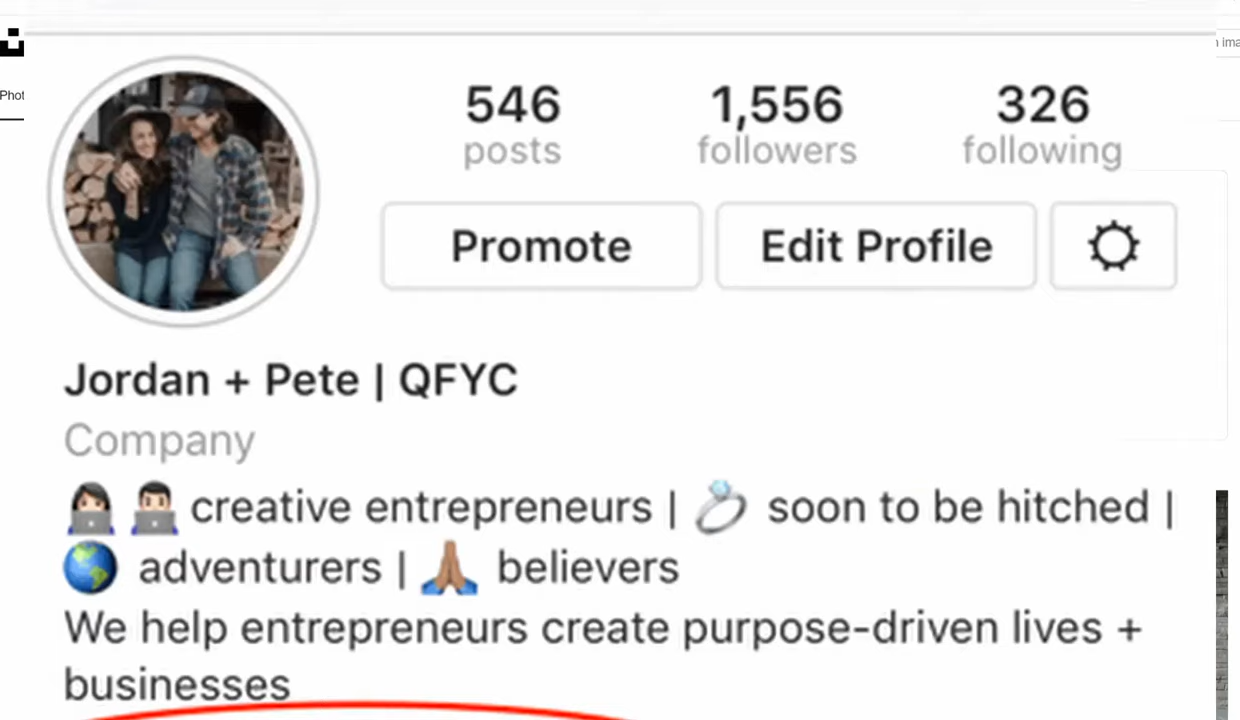 546 1,556 326
posts followers following
Promote Edit Profile
Jordan + Pete | QFYC
Company
👩🏻‍💻 👨🏻‍💻 creative entrepreneurs | 💍 soon to be hitched |
🌎 adventurers | 🙏🏽 believers
We help entrepreneurs create purpose-driven lives +
businesses
Phot